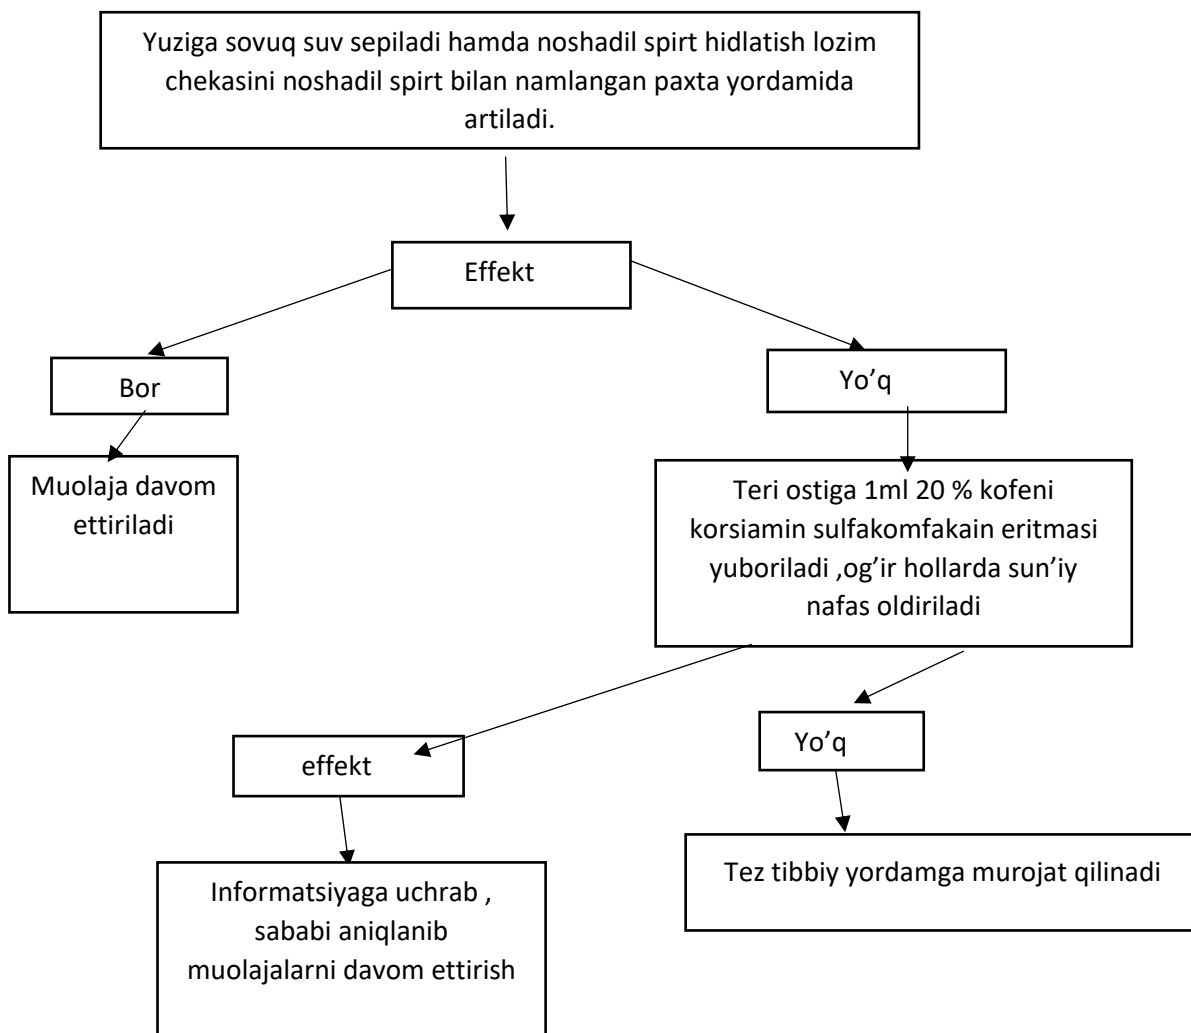 Yuziga sovuq suv sepiladi hamda noshadil spirt hidlatish lozim
chekasini noshadil spirt bilan namlangan paxta yordamida
artiladi.
Effekt
Bor
Yo’q
Muolaja davom
ettiriladi
Teri ostiga 1ml 20 % kofeni
korsiamin sulfakomfakain eritmasi
yuboriladi ,og’ir hollarda sun’iy
nafas oldiriladi
effekt
Yo’q
Informatsiyaga uchrab ,
sababi aniqlanib
muolajalarni davom ettirish
Tez tibbiy yordamga murojat qilinadi